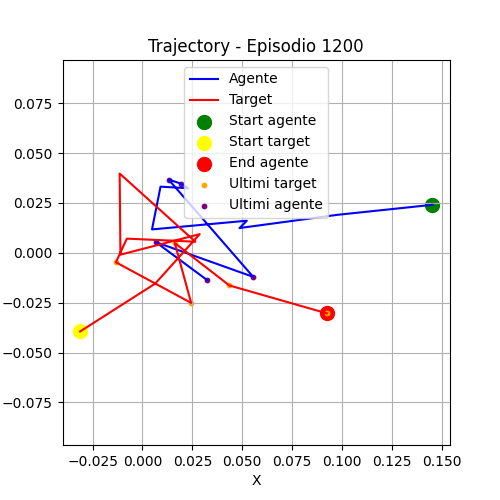 Trajectory - Episodio 1200
Agente
Target
Start agente
Start target
End agente
Ultimi target
Ultimi agente
0.075
0.050
0.025
0.000
−0.025
−0.050
−0.075
−0.025 0.000 0.025 0.050 0.075 0.100 0.125 0.150
X